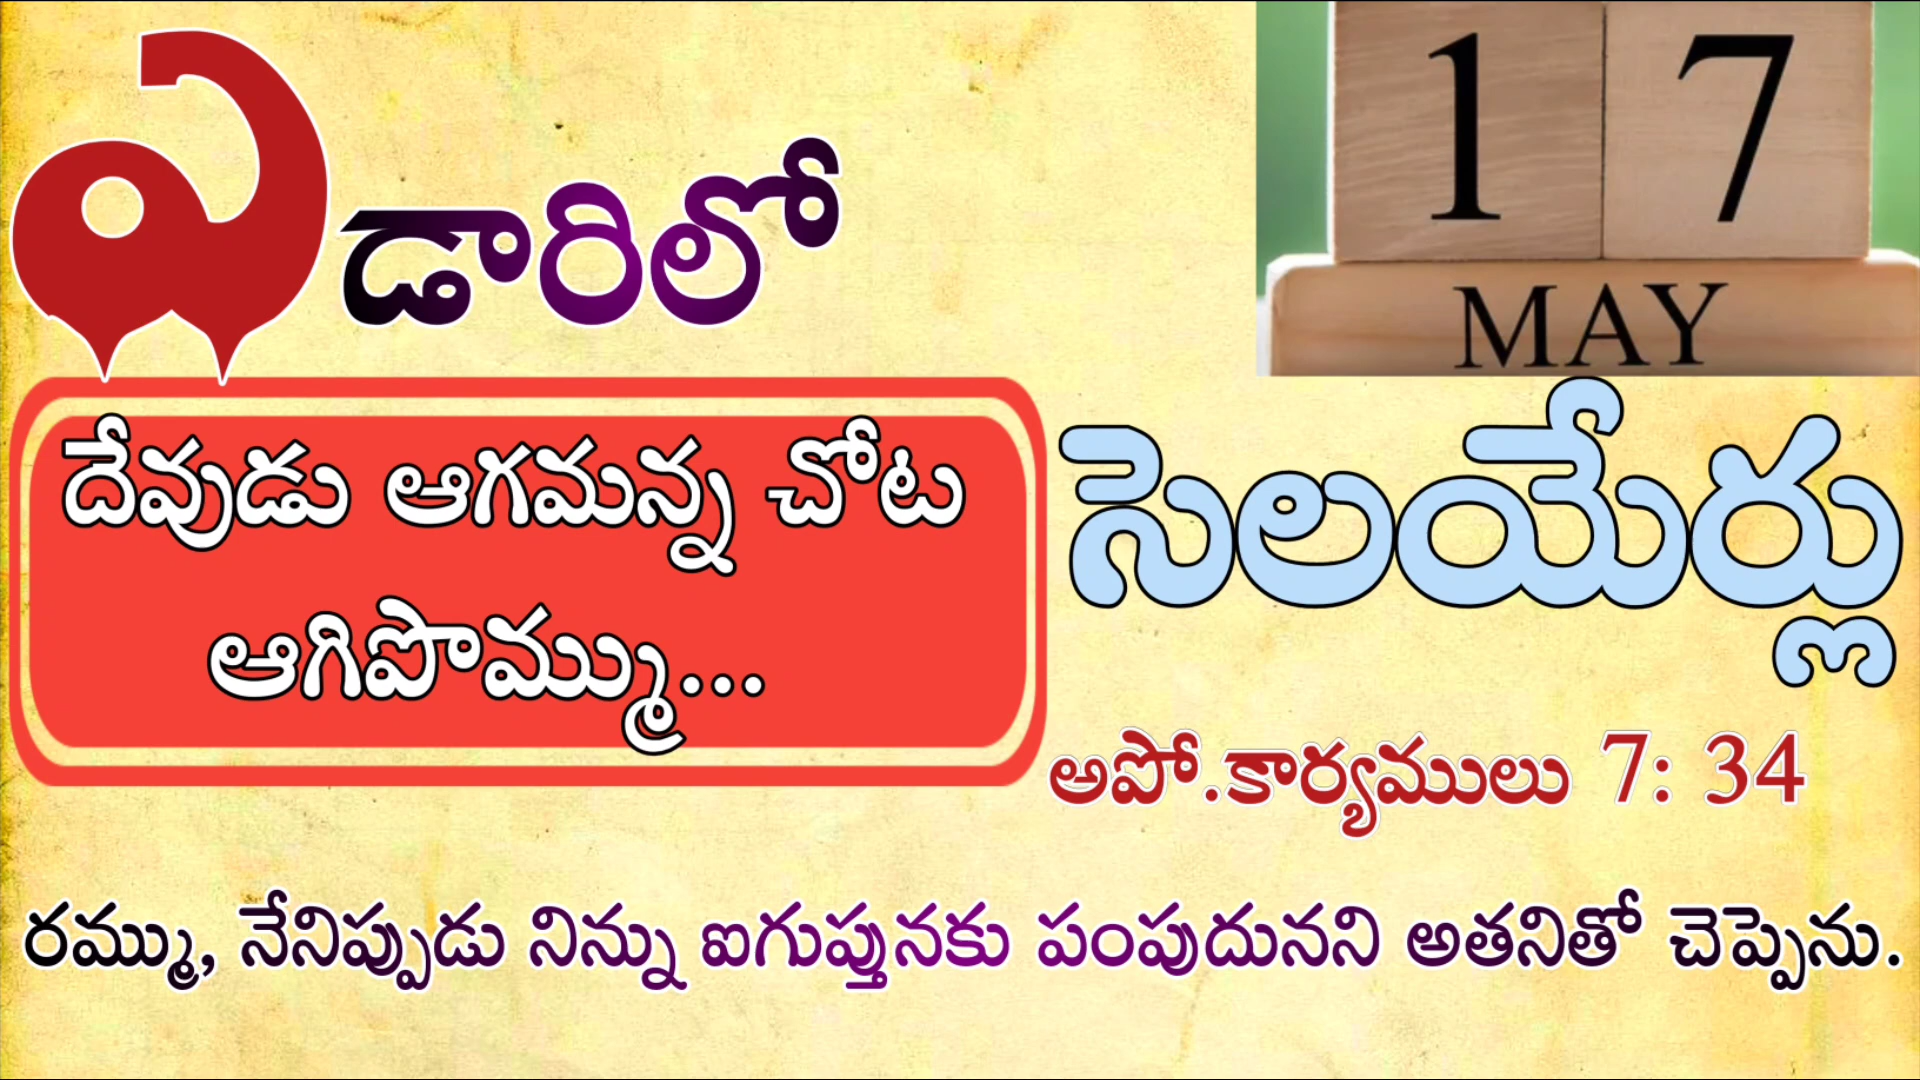 ఎడారిలో
17
MAY
సెలయేర్లు
దేవుడు ఆగమన్న చోట
ఆగిపొమ్ము...
అపో.కార్యములు 7: 34
రమ్ము, నేనిప్పుడు నిన్ను ఐగుప్తునకు పంపుదునని అతనితో చెప్పెను.